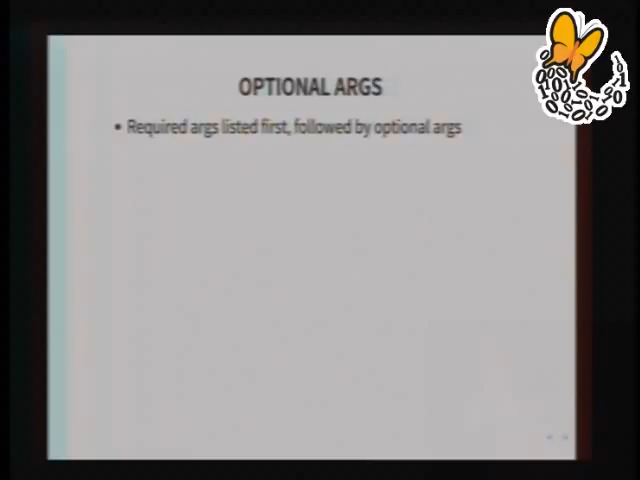 OPTIONAL ARGS
• Required args listed first, followed by optional args